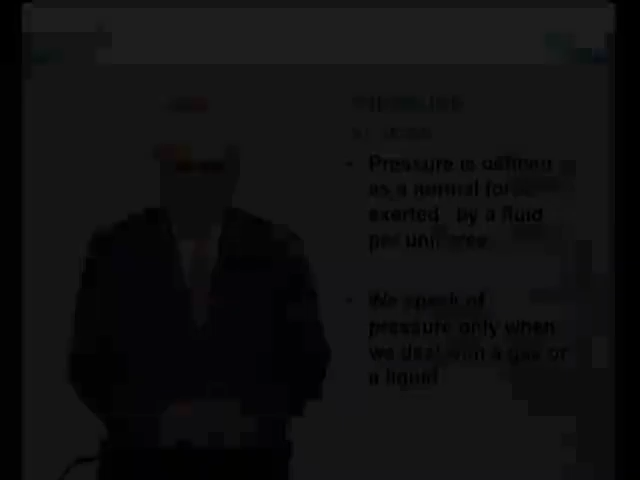 Pressure is defined
as a normal force
exerted by a fluid
per unit area
We speak of
pressure only when
we deal with a gas or
a liquid